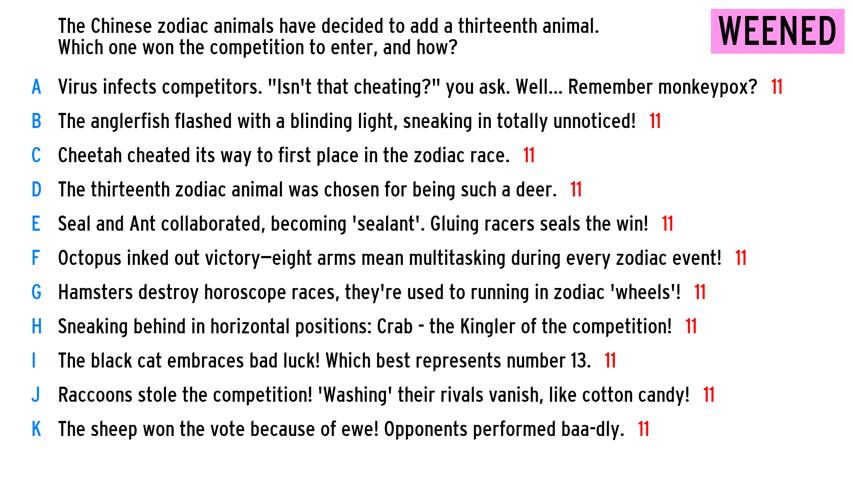 The Chinese zodiac animals have decided to add a thirteenth animal.
Which one won the competition to enter, and how?
WEENED
A Virus infects competitors. "Isn't that cheating?" you ask. Well... Remember monkeypox? 11
B The anglerfish flashed with a blinding light, sneaking in totally unnoticed! 11
C Cheetah cheated its way to first place in the zodiac race. 11
D The thirteenth zodiac animal was chosen for being such a deer. 11
E Seal and Ant collaborated, becoming 'sealant'. Gluing racers seals the win! 11
F Octopus inked out victory—eight arms mean multitasking during every zodiac event! 11
G Hamsters destroy horoscope races, they're used to running in zodiac 'wheels'! 11
H Sneaking behind in horizontal positions: Crab - the Kingler of the competition! 11
I The black cat embraces bad luck! Which best represents number 13. 11
J Raccoons stole the competition! 'Washing' their rivals vanish, like cotton candy! 11
K The sheep won the vote because of ewe! Opponents performed baa-dly. 11